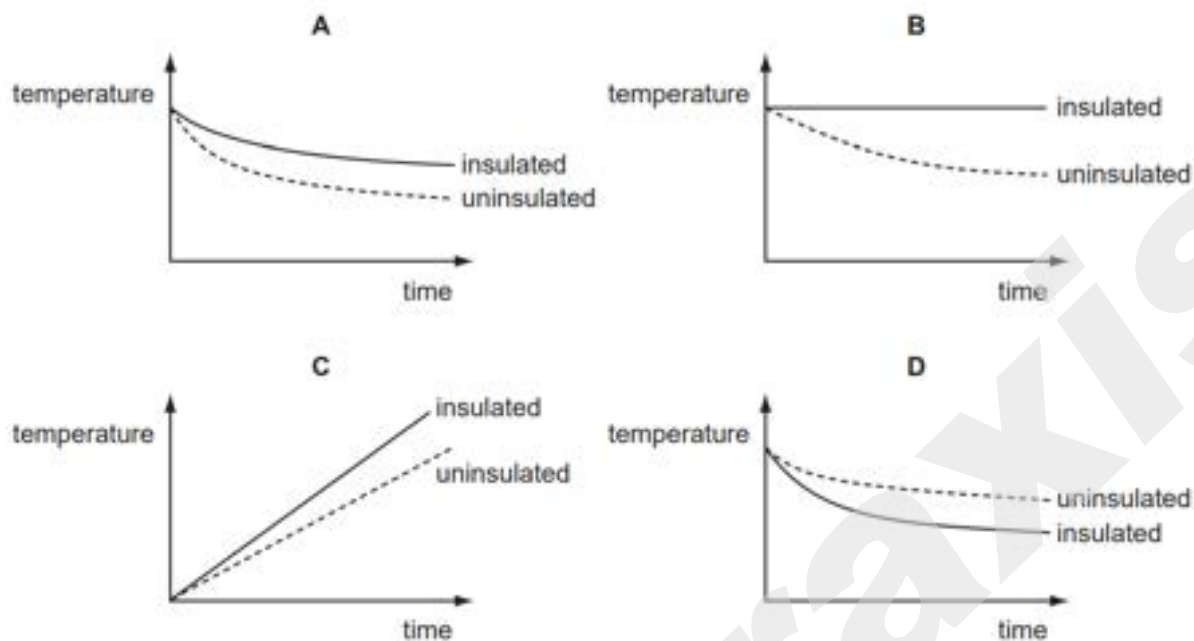 A
temperature
insulated
uninsulated
time
B
temperature
insulated
uninsulated
time
C
temperature
insulated
uninsulated
time
D
temperature
uninsulated
insulated
time